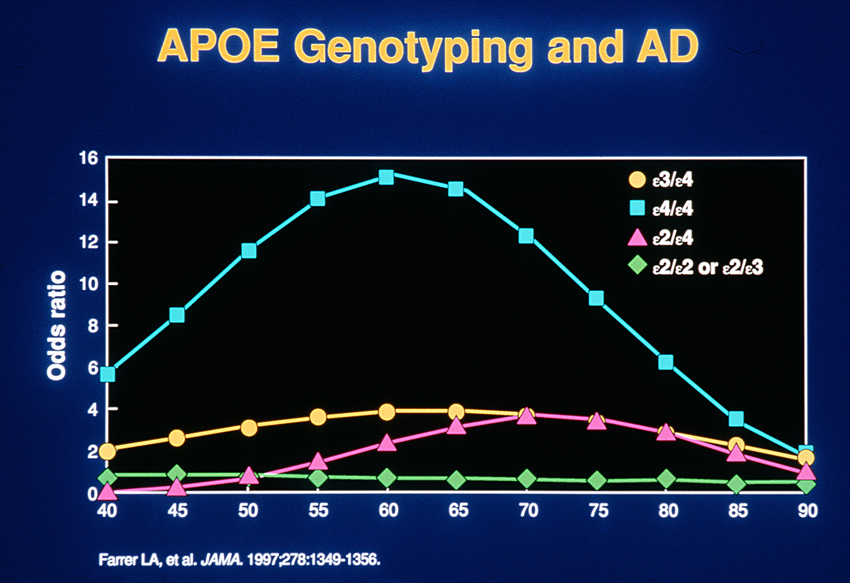 APOE Genotyping and AD
16
14
12
10
8
6
4
2
0
Odds ratio
ε3/ε4
ε4/ε4
ε2/ε4
ε2/ε2 or ε2/ε3
40 45 50 55 60 65 70 75 80 85 90
Farrer LA, et al. JAMA. 1997;278:1349-1356.